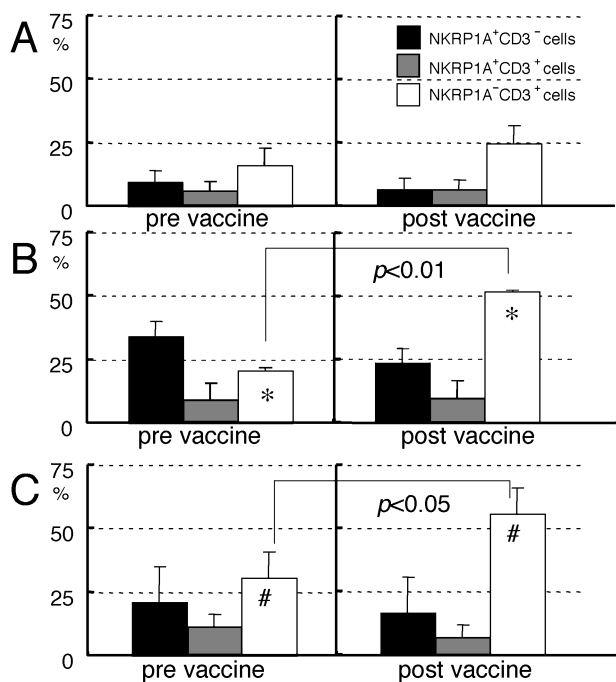 A
75
%
50
25
0
NKRP1A+CD3− cells
NKRP1A+CD3+ cells
NKRP1A−CD3+ cells
pre vaccine
post vaccine
B
75
%
50
25
0
p<0.01
*
*
pre vaccine
post vaccine
C
75
%
50
25
0
p<0.05
#
#
pre vaccine
post vaccine